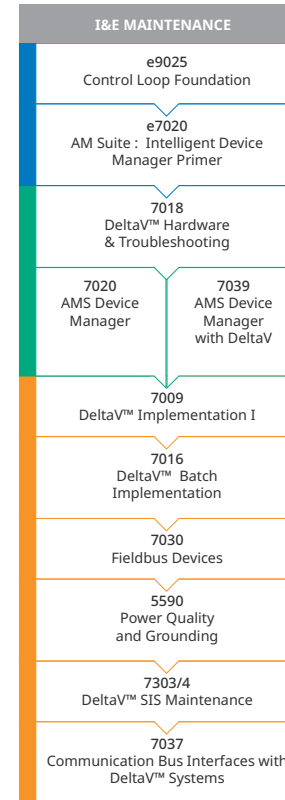 I&E MAINTENANCE
e9025
Control Loop Foundation
e7020
AM Suite : Intelligent Device
Manager Primer
7018
DeltaV™ Hardware
& Troubleshooting
7020
AMS Device
Manager
7039
AMS Device
Manager
with DeltaV
7009
DeltaV™ Implementation I
7016
DeltaV™ Batch
Implementation
7030
Fieldbus Devices
5590
Power Quality
and Grounding
7303/4
DeltaV™ SIS Maintenance
7037
Communication Bus Interfaces with
DeltaV™ Systems